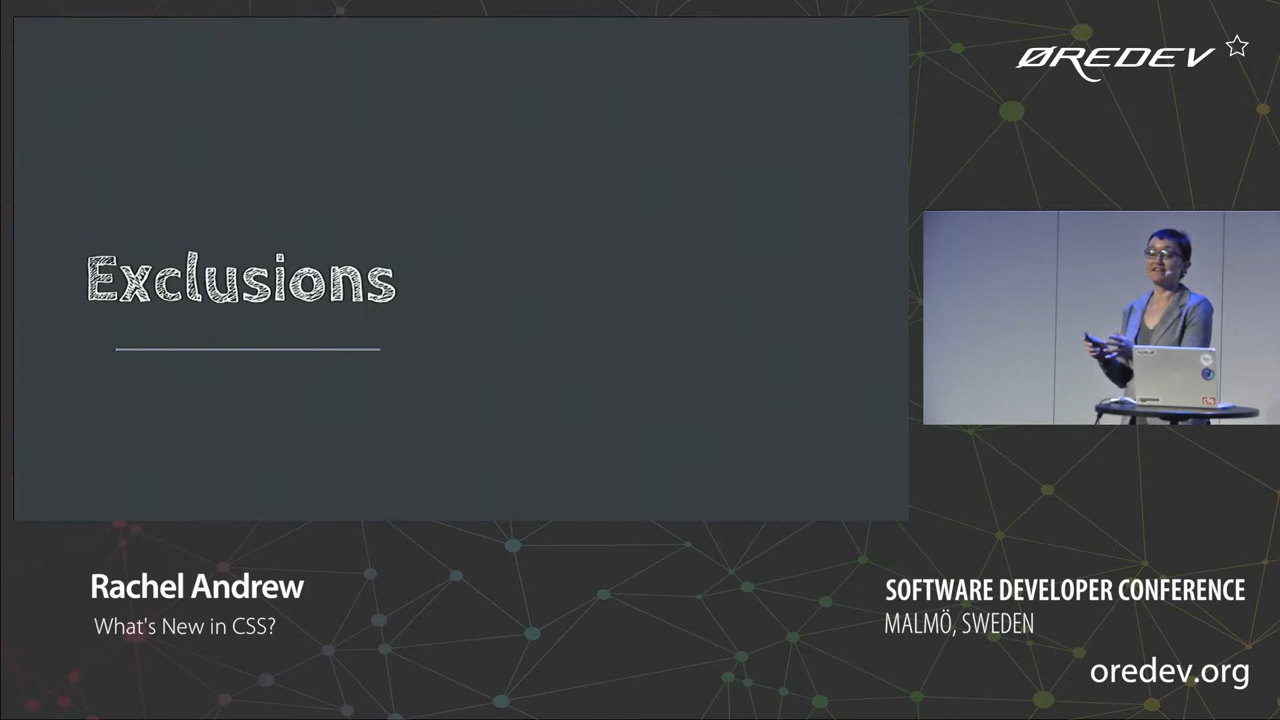 ØREDEV
Exclusions
Rachel Andrew
What's New in CSS?
SOFTWARE DEVELOPER CONFERENCE
MALMÖ, SWEDEN
oredev.org